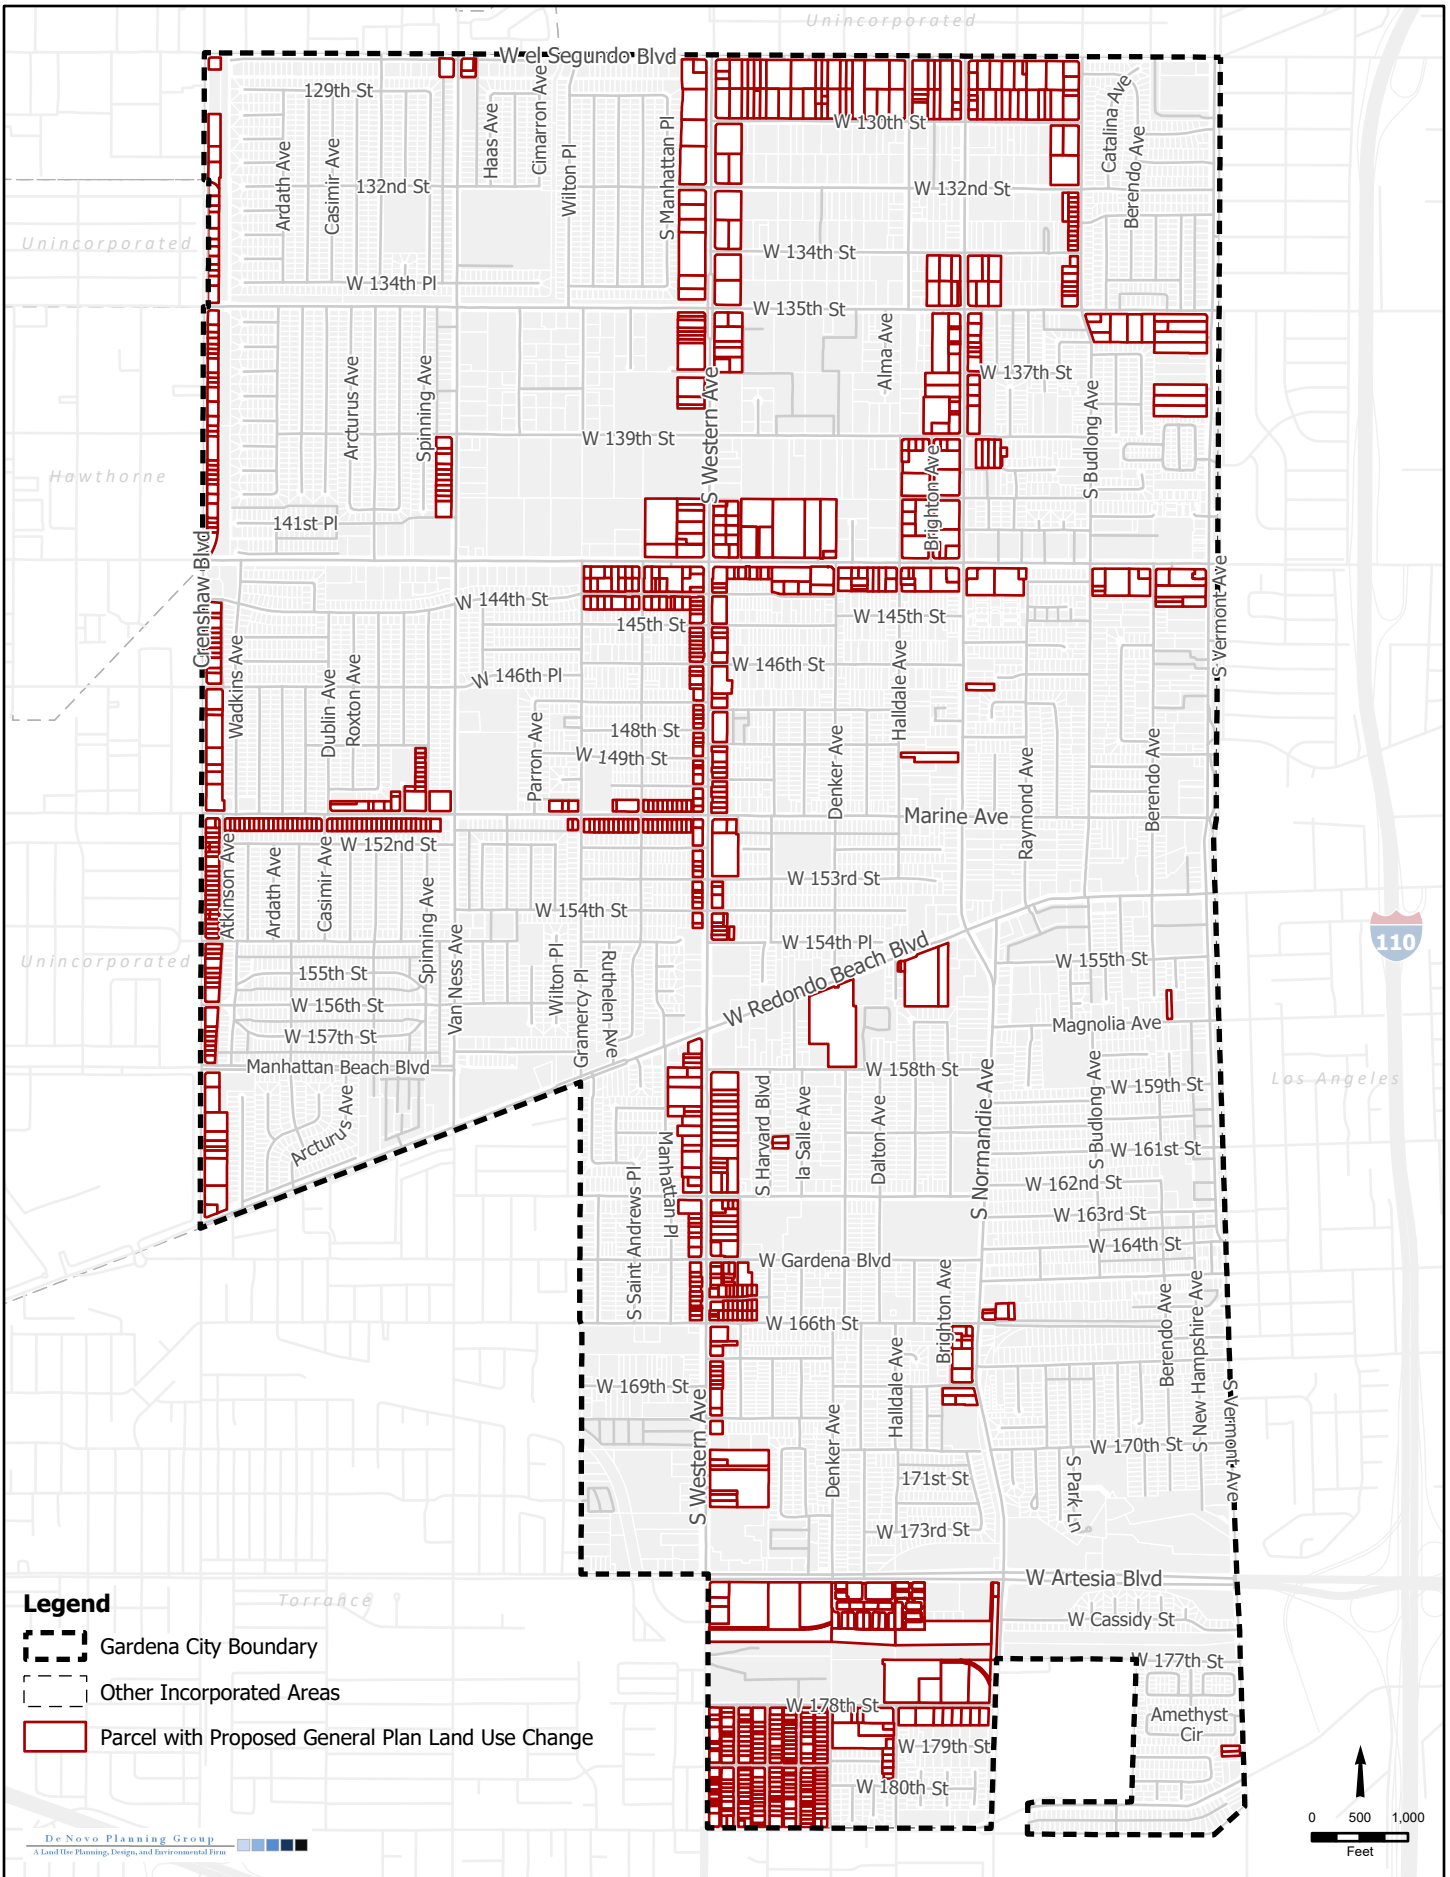 Unincorporated
W el Segundo Blvd
129th St
Haas Ave
Cimarron Ave
Wilton Pl
S Manhattan Pl
W 130th St
Catalina Ave
Berendo Ave
Ardath Ave
Casimir Ave
132nd St
W 132nd St
Unincorporated
W 134th St
W 134th Pl
W 135th St
Arcturus Ave
Spinning Ave
S Western Ave
Alma Ave
W 137th St
S Budlong Ave
W 139th St
Hawthorne
Brighton Ave
141st Pl
Crenshaw Blvd
S Vermont Ave
W 144th St
145th St
W 145th St
Wadkins Ave
W 146th St
W 146th Pl
Dublin Ave
Roxton Ave
Halldale Ave
Parron Ave
148th St
W 149th St
Denker Ave
Raymond Ave
Berendo Ave
Marine Ave
W 152nd St
Atkinson Ave
Ardath Ave
Casimir Ave
Spinning Ave
W 153rd St
W 154th St
W 154th Pl
110
Unincorporated
155th St
Van Ness Ave
Wilton Pl
Gramercy Pl
Ruthelen Ave
W Redondo Beach Blvd
W 155th St
W 156th St
W 157th St
Magnolia Ave
Manhattan Beach Blvd
W 158th St
Los Angeles
Arcturu's Ave
S Harvard Blvd
la Salle Ave
Dalton Ave
S Normandie Ave
S Budlong Ave
W 159th St
Manhattan Pl
S Saint Andrews Pl
W 161st St
W 162nd St
W 163rd St
W 164th St
W Gardena Blvd
W 166th St
Brighton Ave
Halldale Ave
Berendo Ave
S New Hampshire Ave
W 169th St
S Western Ave
Denker Ave
S Vermont Ave
W 170th St
171st St
S Park Ln
W 173rd St
W Artesia Blvd
Torrance
W Cassidy St
W 177th St
W 178th St
Amethyst
Cir
W 179th St
W 180th St
Legend
Gardena City Boundary
Other Incorporated Areas
Parcel with Proposed General Plan Land Use Change
De Novo Planning Group
A Land Use Planning, Design, and Environmental Firm
0 500 1,000
Feet